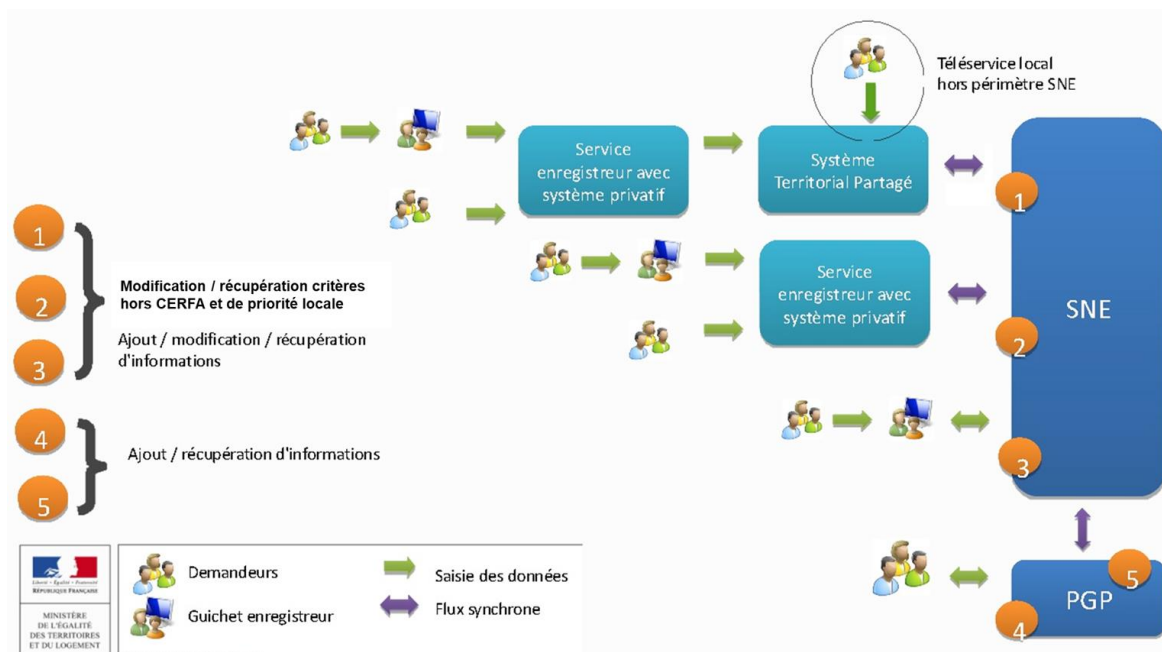 Téléservice local
hors périmètre SNE
Service
enregistreur avec
système privatif
Système
Territorial Partagé
1
Service
enregistreur avec
système privatif
2
SNE
3
1
2
3
Modification / récupération critères
hors CERFA et de priorité locale
Ajout / modification / récupération
d'informations
4
5
Ajout / récupération d'informations
PGP
5
4
Liberté • Égalité • Fraternité
RÉPUBLIQUE FRANÇAISE
MINISTÈRE
DE L'ÉGALITÉ
DES TERRITOIRES
ET DU LOGEMENT
Demandeurs
Guichet enregistreur
Saisie des données
Flux synchrone